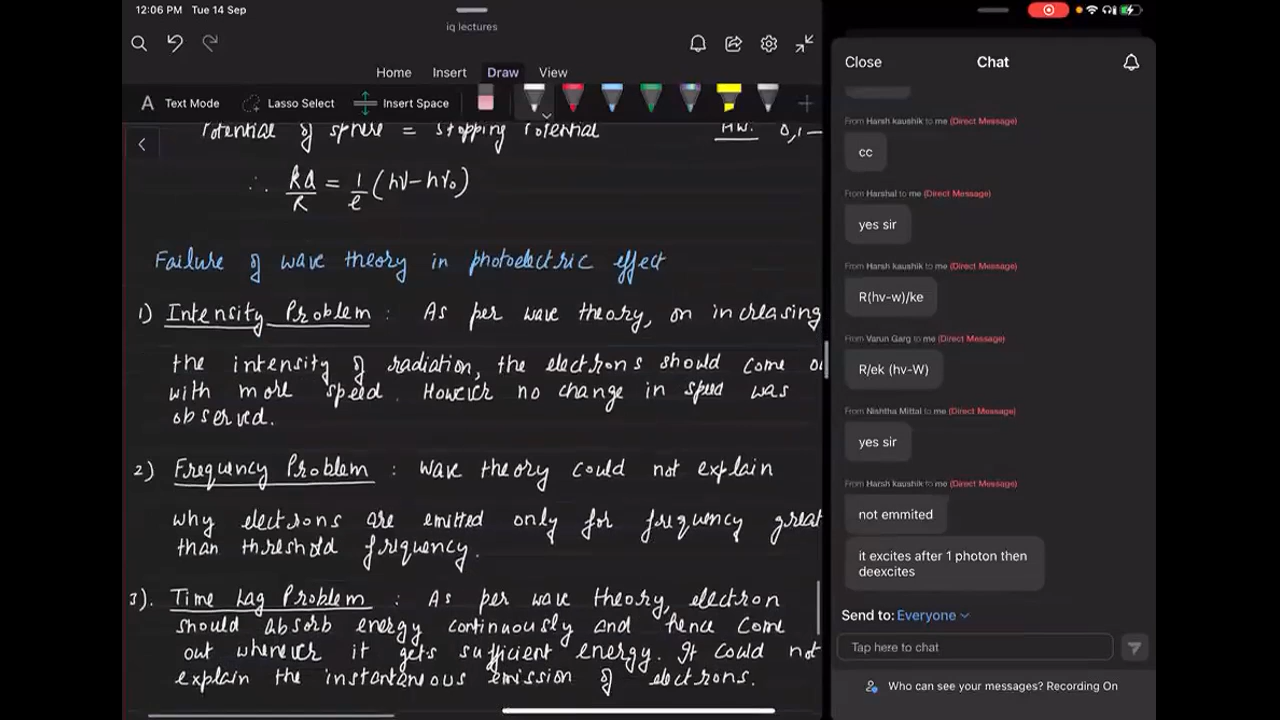 12:06 PM Tue 14 Sep
iq lectures
Home Insert Draw View
A Text Mode Lasso Select Insert Space
Potential of sphere = stopping Potential HW. 0,1-
∴ kQ/R = 1/e (hν-hν₀)
Failure of wave theory in photoelectric effect
1) Intensity Problem : As per wave theory, on increasing
the intensity of radiation, the electrons should come
with more speed. However no change in speed was
observed.
2) Frequency Problem : Wave theory could not explain
why electrons are emitted only for frequency great
than threshold frequency.
3). Time Lag Problem : As per wave theory, electron
should absorb energy continuously and hence come
out whenever it gets sufficient energy. It could not
explain the instantaneous emission of electrons.
Close Chat
From Harsh kaushik to me (Direct Message)
cc
From Harshal to me (Direct Message)
yes sir
From Harsh kaushik to me (Direct Message)
R(hv-w)/ke
From Varun Garg to me (Direct Message)
R/ek (hv-W)
From Nishtha Mittal to me (Direct Message)
yes sir
From Harsh kaushik to me (Direct Message)
not emmited
it excites after 1 photon then
deexcites
Send to: Everyone
Tap here to chat
Who can see your messages? Recording On